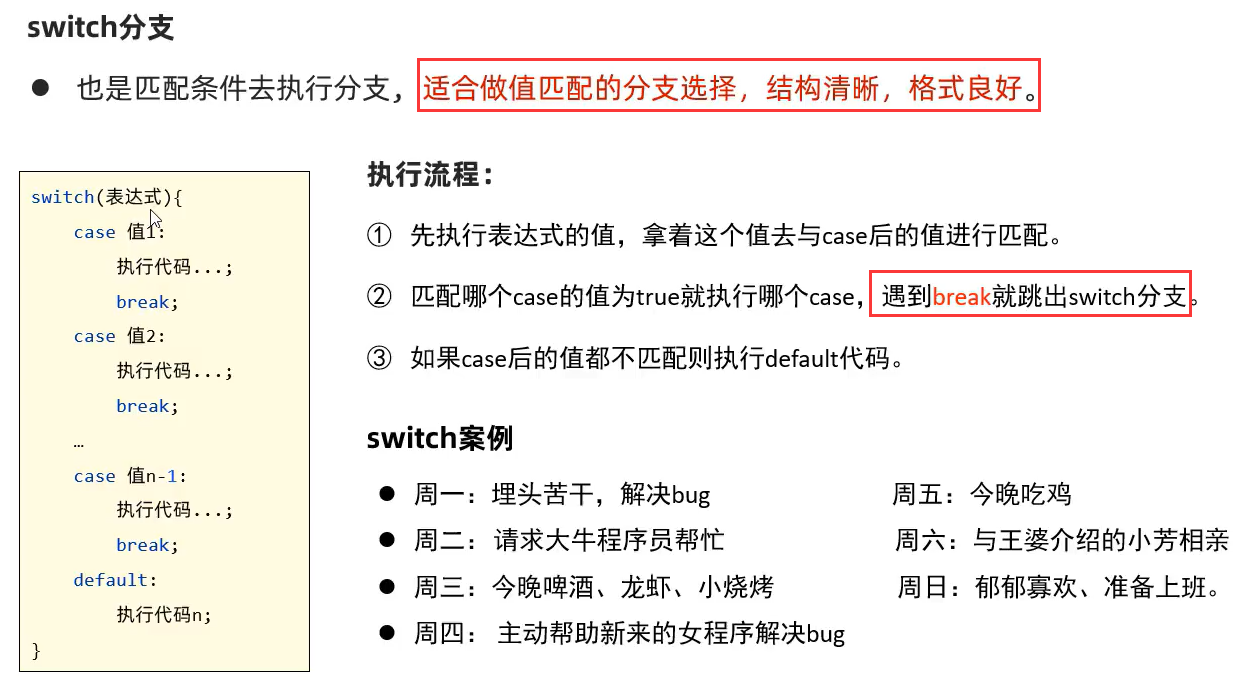 switch分支
● 也是匹配条件去执行分支，适合做值匹配的分支选择，结构清晰，格式良好。
switch(表达式){
case 值1:
执行代码...;
break;
case 值2:
执行代码...;
break;
…
case 值n-1:
执行代码...;
break;
default:
执行代码n;
}
执行流程：
① 先执行表达式的值，拿着这个值去与case后的值进行匹配。
② 匹配哪个case的值为true就执行哪个case，遇到break就跳出switch分支。
③ 如果case后的值都不匹配则执行default代码。
switch案例
● 周一：埋头苦干，解决bug
● 周二：请求大牛程序员帮忙
● 周三：今晚啤酒、龙虾、小烧烤
● 周四： 主动帮助新来的女程序解决bug
周五：今晚吃鸡
周六：与王婆介绍的小芳相亲
周日：郁郁寡欢、准备上班。